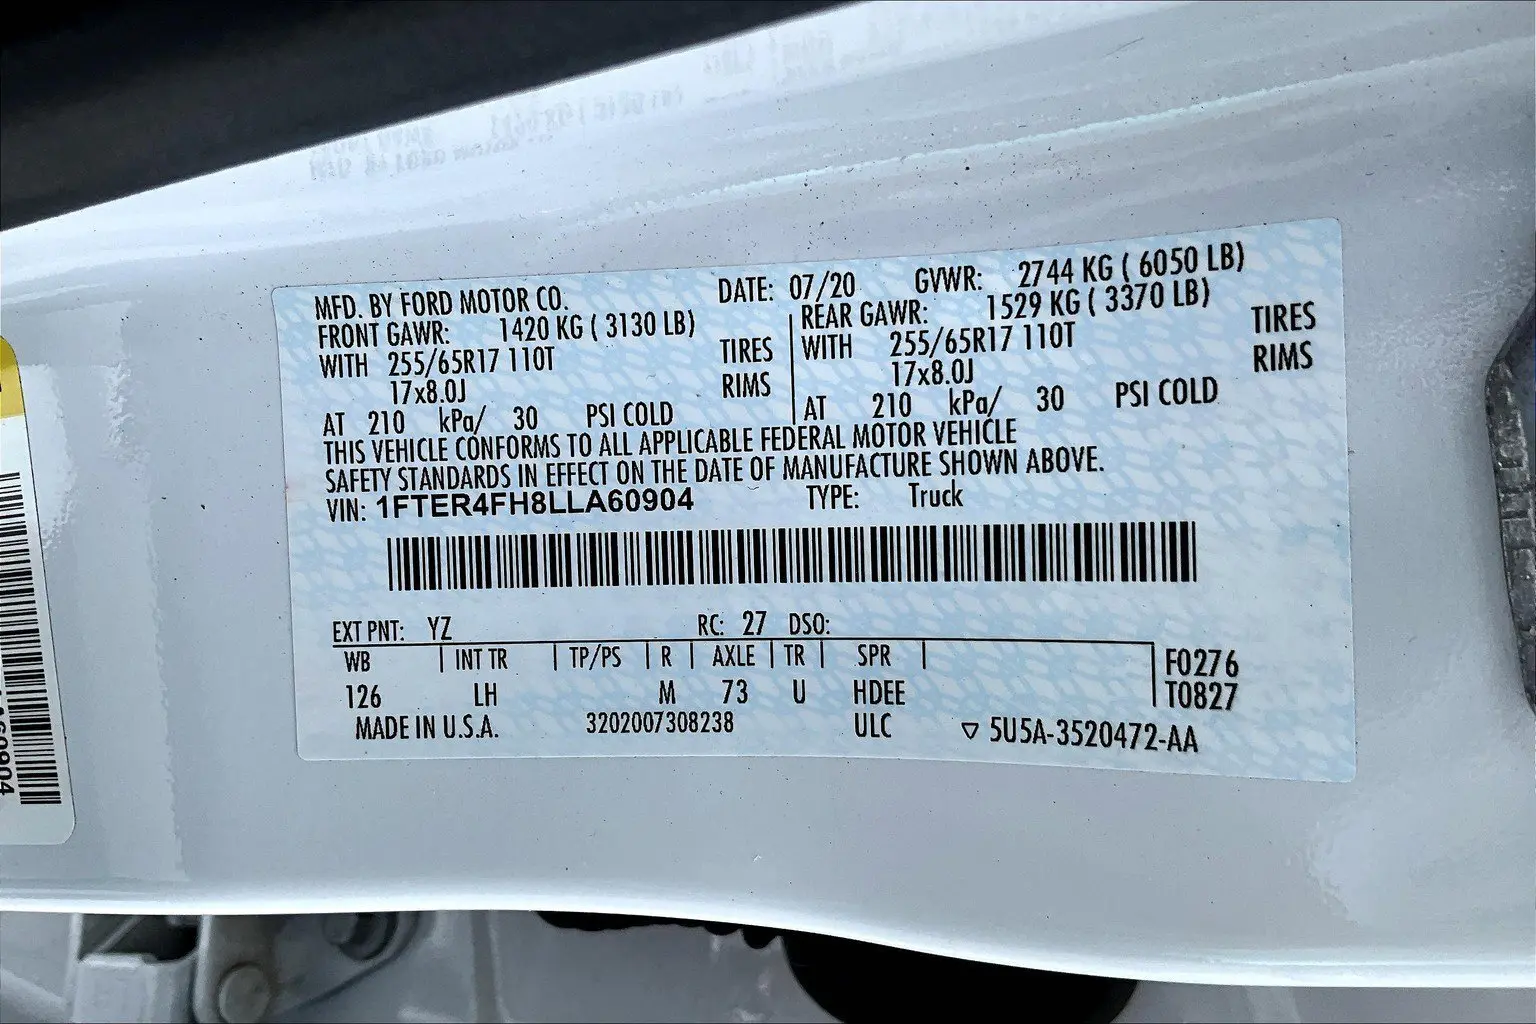 MFD. BY FORD MOTOR CO. DATE: 07/20 GVWR: 2744 KG ( 6050 LB)
FRONT GAWR: 1420 KG ( 3130 LB) REAR GAWR: 1529 KG ( 3370 LB)
WITH 255/65R17 110T TIRES WITH 255/65R17 110T TIRES
17x8.0J RIMS 17x8.0J RIMS
AT 210 kPa/ 30 PSI COLD AT 210 kPa/ 30 PSI COLD
THIS VEHICLE CONFORMS TO ALL APPLICABLE FEDERAL MOTOR VEHICLE
SAFETY STANDARDS IN EFFECT ON THE DATE OF MANUFACTURE SHOWN ABOVE.
VIN: 1FTER4FH8LLA60904 TYPE: Truck
EXT PNT: YZ RC: 27 DSO:
WB INT TR TP/PS R AXLE TR SPR F0276
126 LH M 73 U HDEE T0827
MADE IN U.S.A. 3202007308238 ULC ▽ 5U5A-3520472-AA
A60904